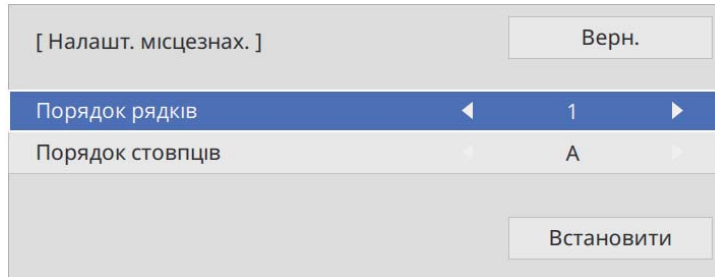 [ Налашт. місцезнах. ]
Верн.
Порядок рядків 1
Порядок стовпців A
Встановити